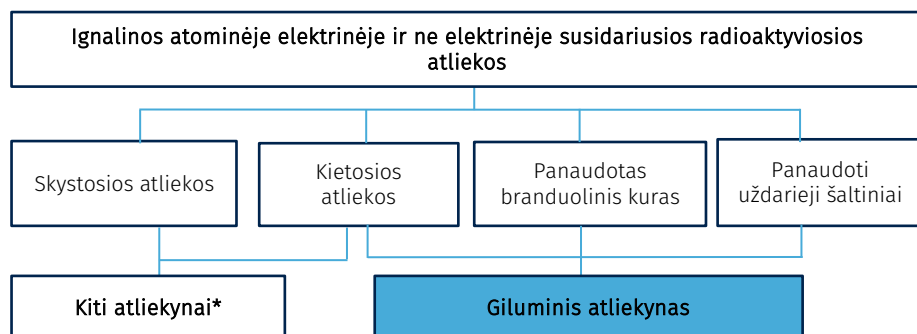 Ignalinos atominėje elektrinėje ir ne elektrinėje susidariusios radioaktyviosios
atliekos
Skystosios atliekos
Kietosios
atliekos
Panaudotas
branduolinis kuras
Panaudoti
uždarieji šaltiniai
Kiti atliekynai*
Giluminis atliekynas